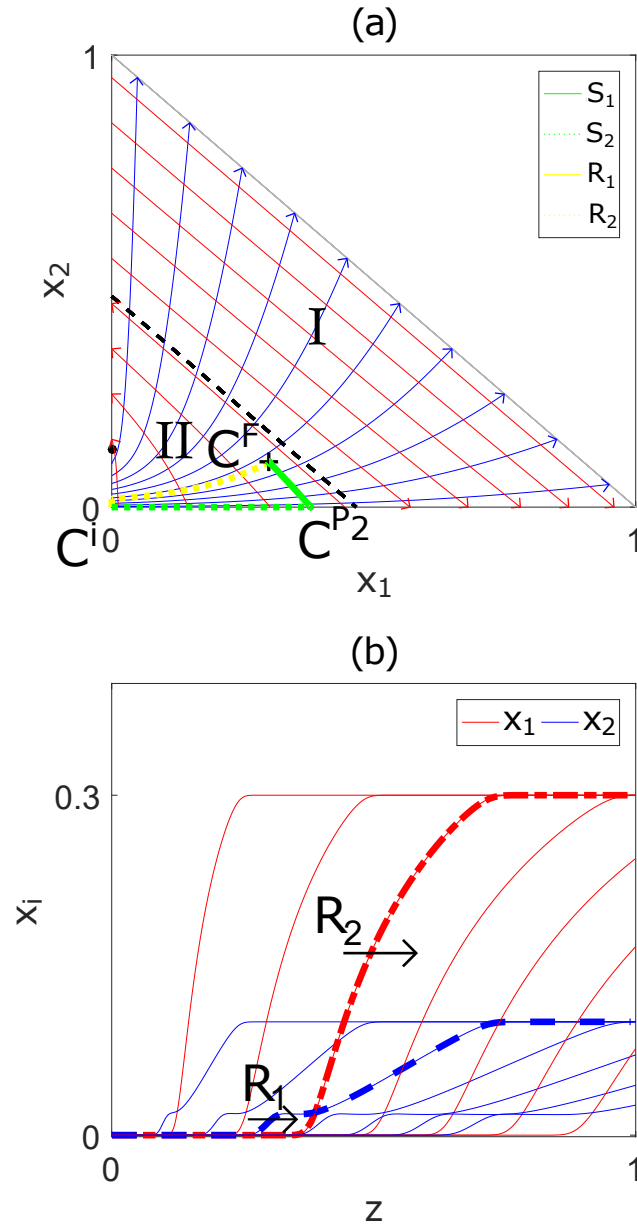 (a)
1
S₁
S₂
R₁
R₂
x₂
I
II
C^F
0
C^i
0
C^P₂
1
x₁
(b)
x₁ x₂
0.3
xᵢ
R₂
R₁
0
0
1
z